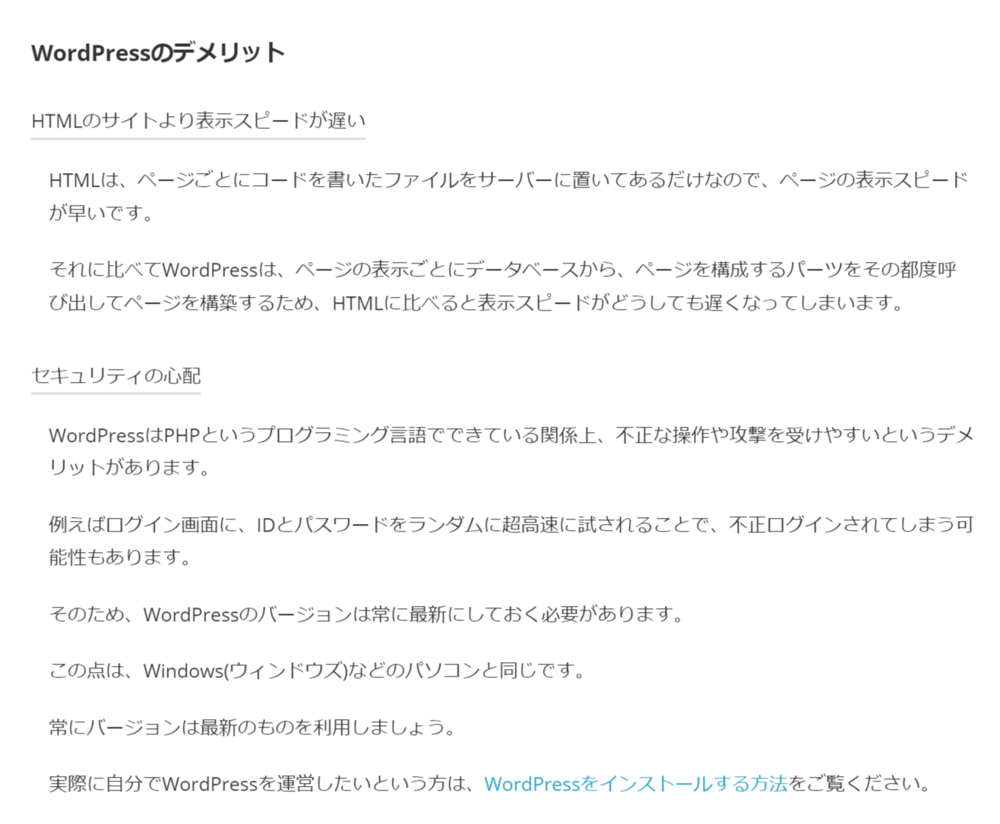 WordPressのデメリット
HTMLのサイトより表示スピードが遅い
HTMLは、ページごとにコードを書いたファイルをサーバーに置いてあるだけなので、ページの表示スピード
が早いです。
それに比べてWordPressは、ページの表示ごとにデータベースから、ページを構成するパーツをその都度呼
び出してページを構築するため、HTMLに比べると表示スピードがどうしても遅くなってしまいます。
セキュリティの心配
WordPressはPHPというプログラミング言語でできている関係上、不正な操作や攻撃を受けやすいというデメ
リットがあります。
例えばログイン画面に、IDとパスワードをランダムに超高速に試されることで、不正ログインされてしまう可
能性もあります。
そのため、WordPressのバージョンは常に最新にしておく必要があります。
この点は、Windows(ウィンドウズ)などのパソコンと同じです。
常にバージョンは最新のものを利用しましょう。
実際に自分でWordPressを運営したいという方は、WordPressをインストールする方法をご覧ください。